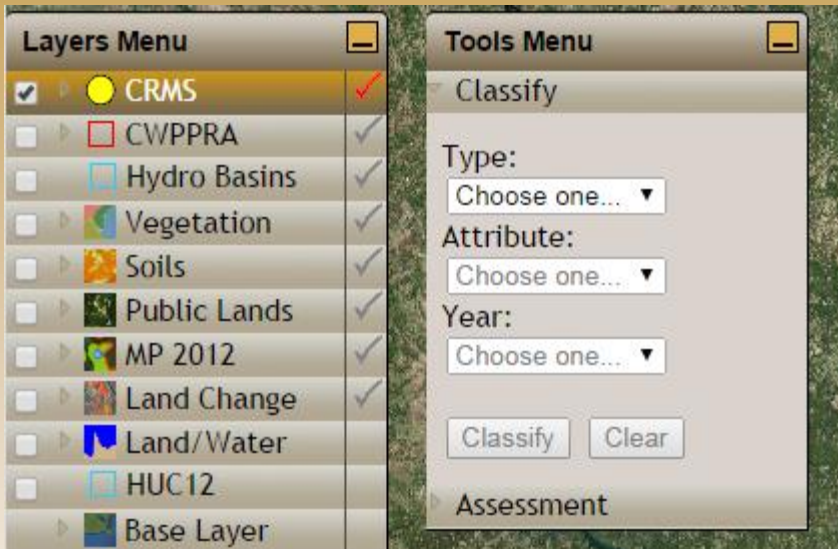 Layers Menu
CRMS
CWPPRA
Hydro Basins
Vegetation
Soils
Public Lands
MP 2012
Land Change
Land/Water
HUC12
Base Layer
Tools Menu
Classify
Type:
Choose one...
Attribute:
Choose one...
Year:
Choose one...
Classify Clear
Assessment